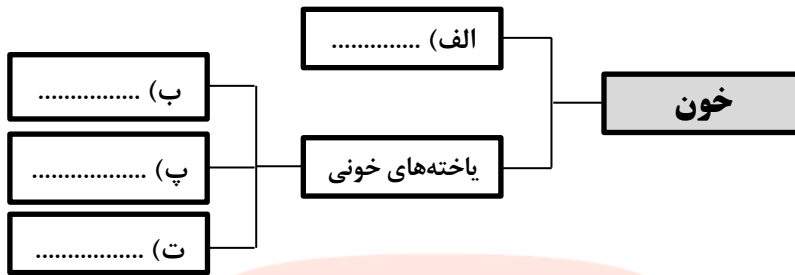 خون
الف) ..............
یاخته‌های خونی
ب) ................
پ) ..................
ت) .................